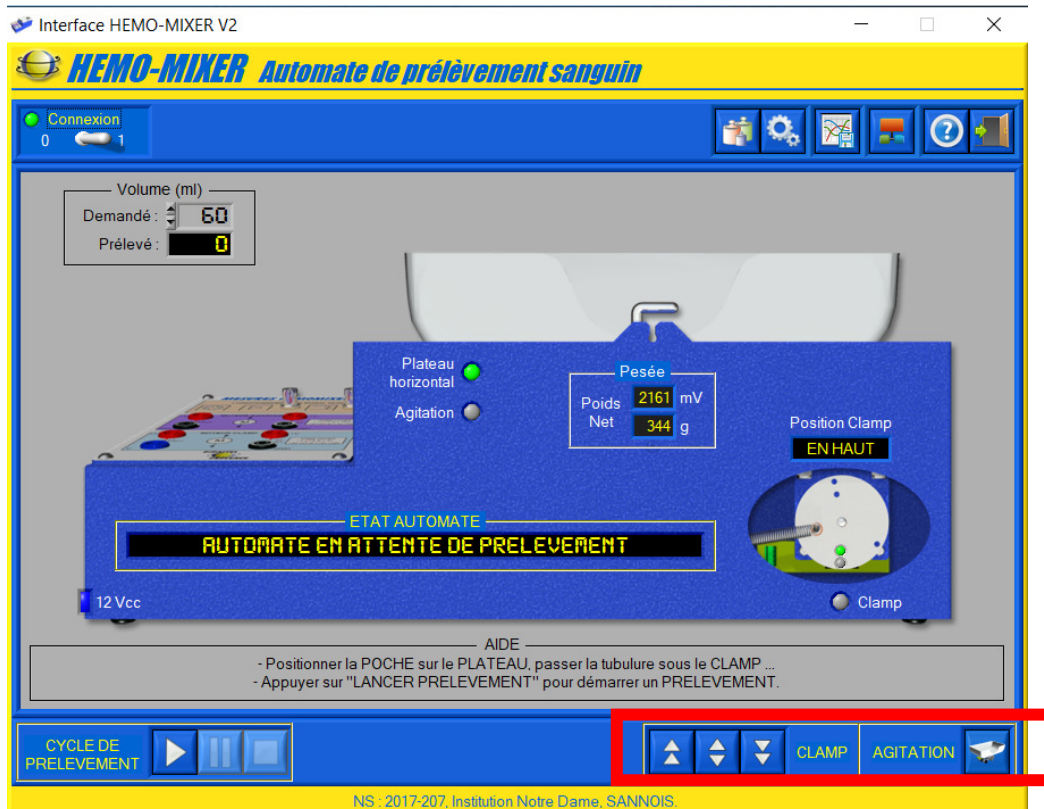 Interface HEMO-MIXER V2
HEMO-MIXER Automate de prélèvement sanguin
Connexion
0 1
Volume (ml)
Demandé : 60
Prélevé : 0
Plateau horizontal
Agitation
Pesée
Poids Net
2161 mV
344 g
Position Clamp
EN HAUT
ETAT AUTOMATE
AUTOMATE EN ATTENTE DE PRELEVEMENT
12 Vcc
Clamp
AIDE
- Positionner la POCHE sur le PLATEAU, passer la tubulure sous le CLAMP ...
- Appuyer sur "LANCER PRELEVEMENT" pour démarrer un PRELEVEMENT.
CYCLE DE
PRELEVEMENT
CLAMP
AGITATION
NS : 2017-207, Institution Notre Dame, SANNOIS.